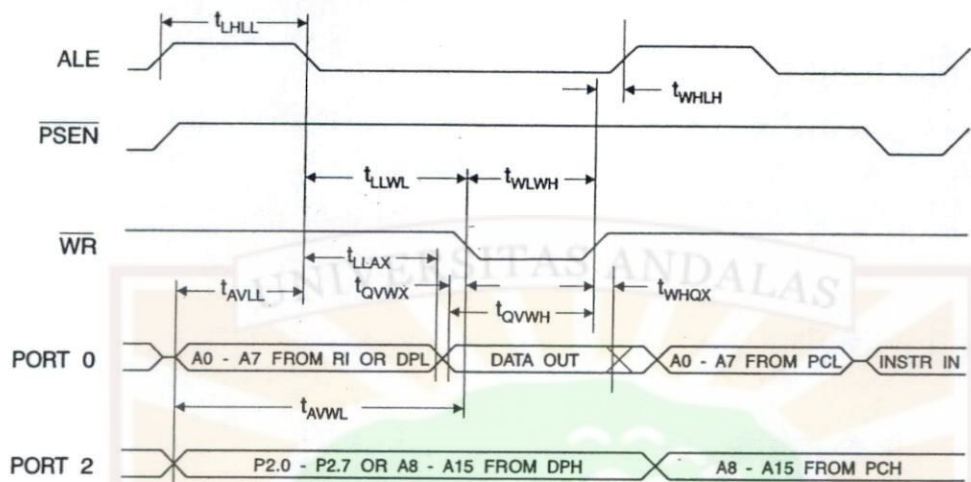 tLHLL
ALE
tWHLH
PSEN
tLLWL
tWLWH
WR
UNIVERSITAS ANDALAS
tLLAX
tAVLL
tQVWX
tWHQX
tQVWH
PORT 0
A0 - A7 FROM RI OR DPL
DATA OUT
A0 - A7 FROM PCL
INSTR IN
tAVWL
PORT 2
P2.0 - P2.7 OR A8 - A15 FROM DPH
A8 - A15 FROM PCH